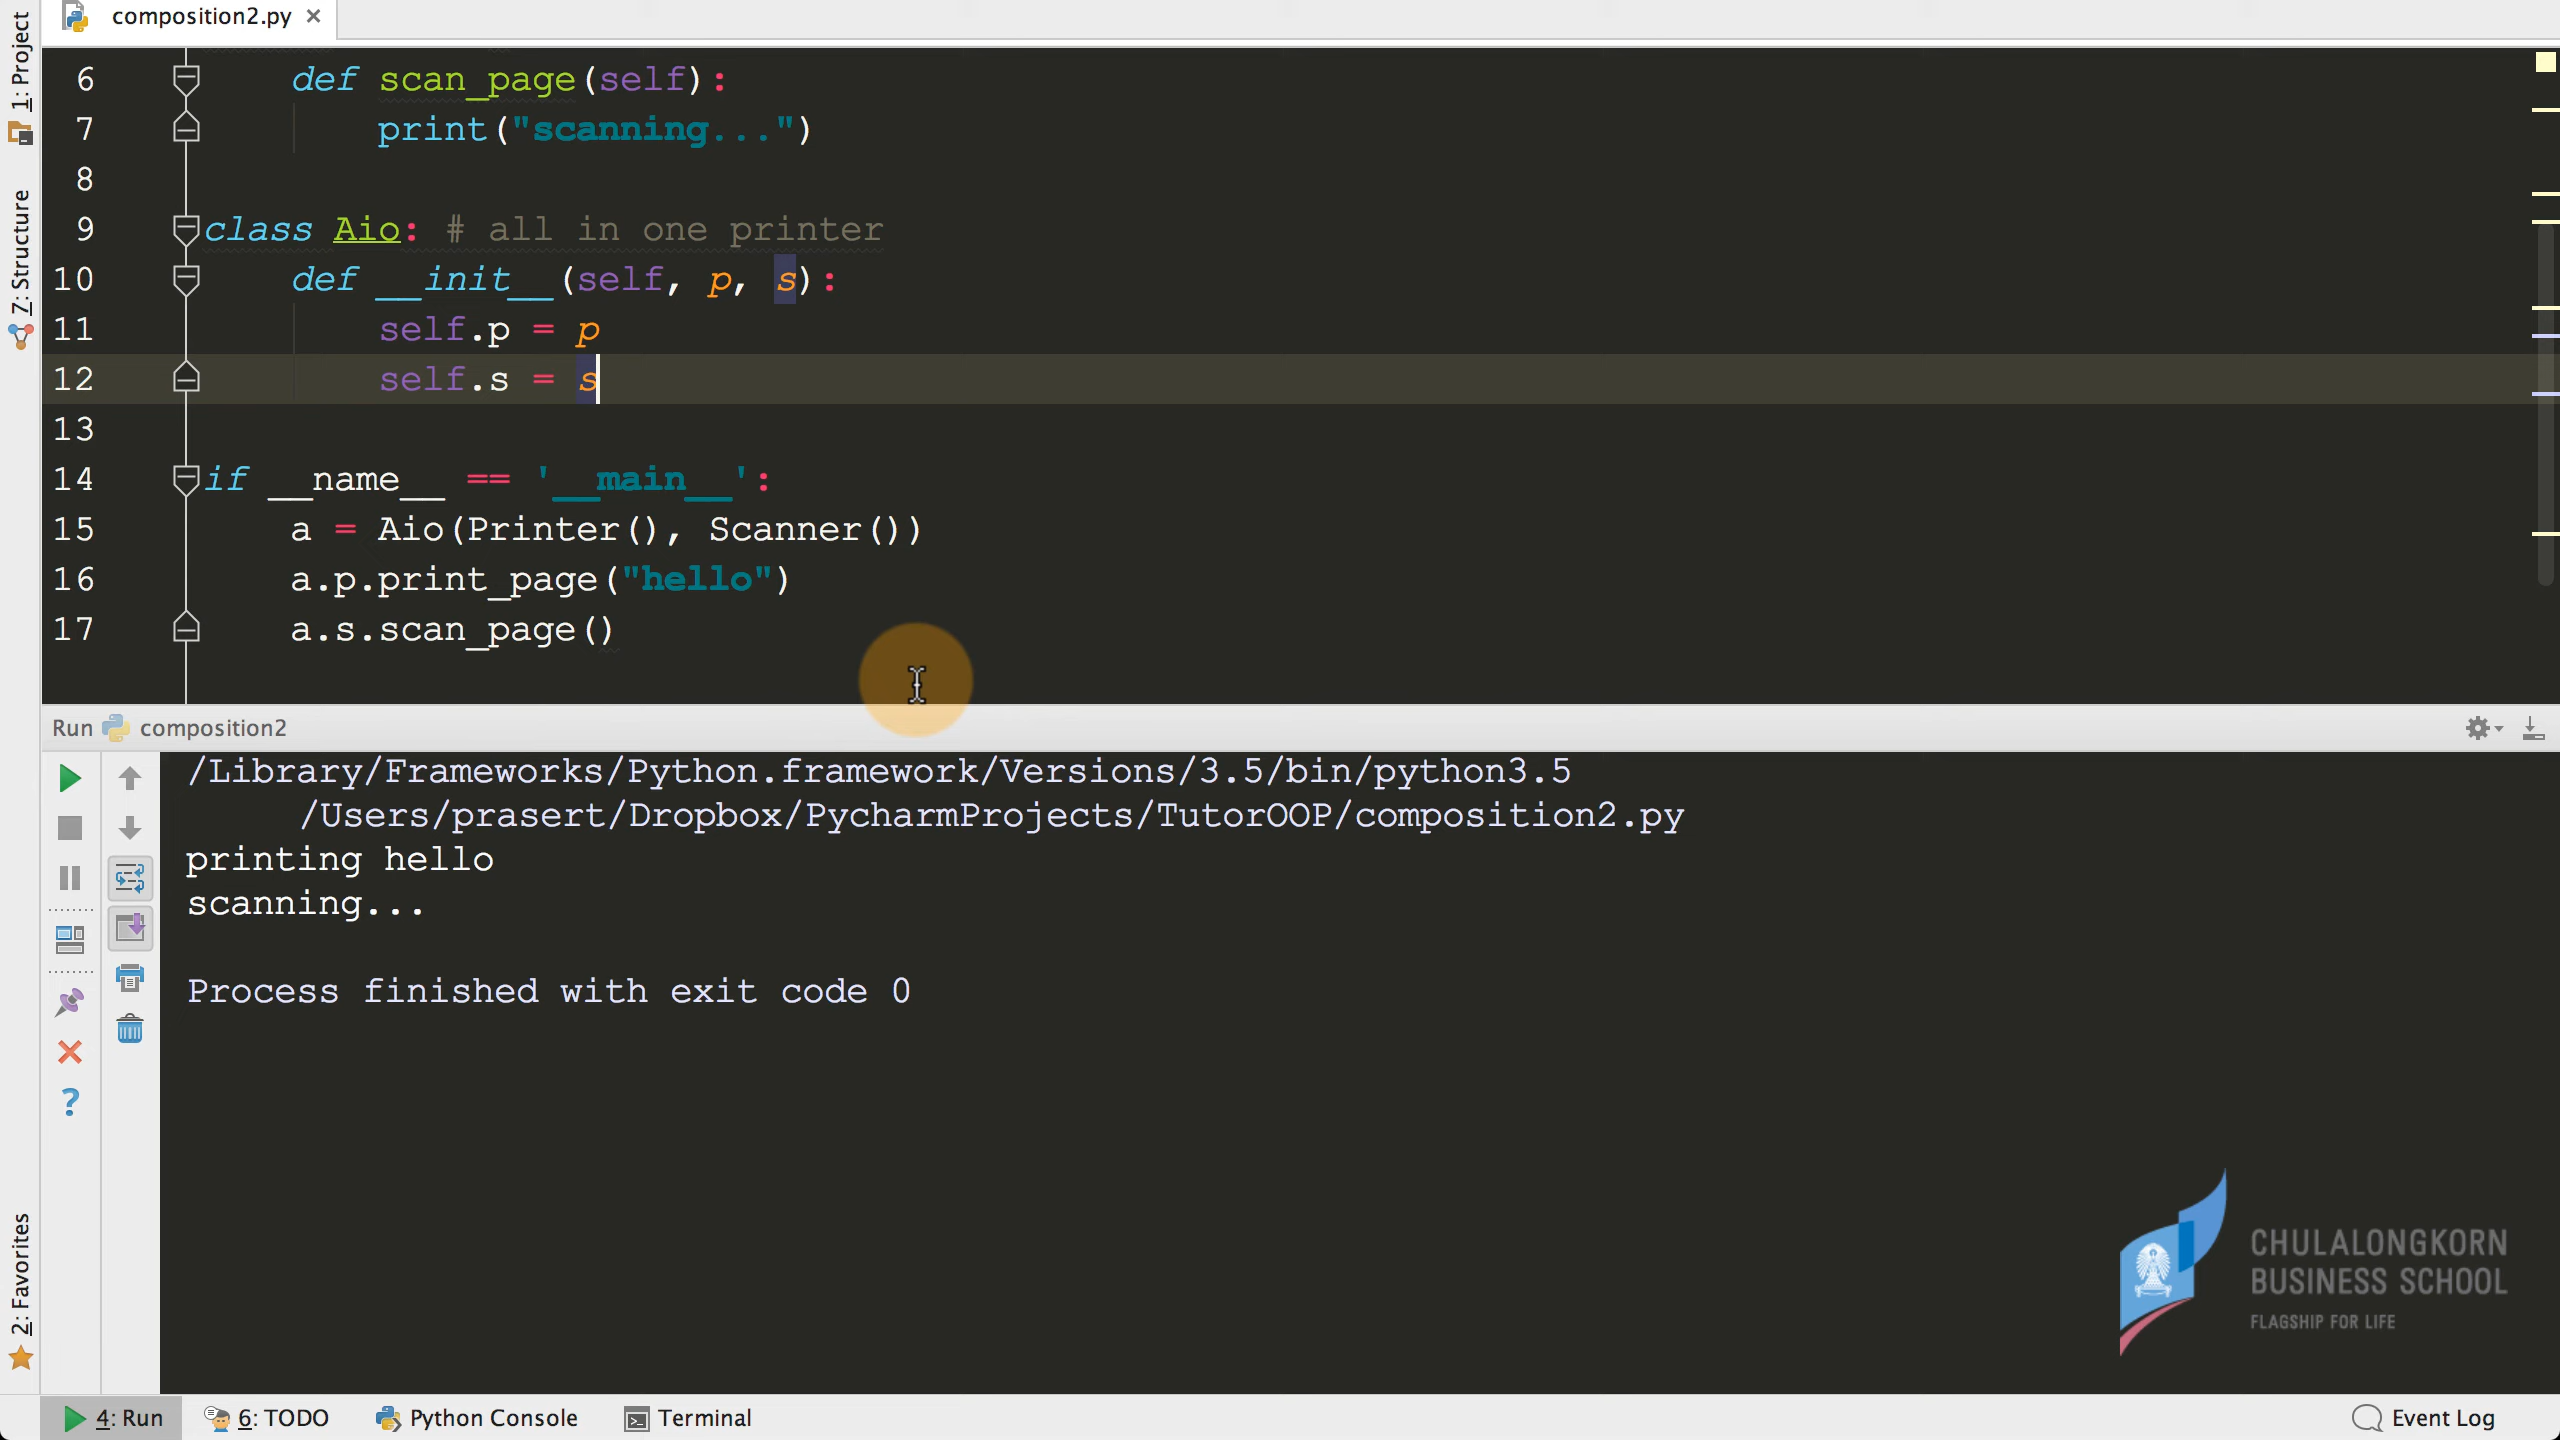 composition2.py
1: Project
7: Structure
2: Favorites
6 def scan_page(self):
7 print("scanning...")
8
9 class Aio: # all in one printer
10 def __init__(self, p, s):
11 self.p = p
12 self.s = s
13
14 if __name__ == '__main__':
15 a = Aio(Printer(), Scanner())
16 a.p.print_page("hello")
17 a.s.scan_page()
Run composition2
/Library/Frameworks/Python.framework/Versions/3.5/bin/python3.5
/Users/prasert/Dropbox/PycharmProjects/TutorOOP/composition2.py
printing hello
scanning...
Process finished with exit code 0
CHULALONGKORN
BUSINESS SCHOOL
FLAGSHIP FOR LIFE
4: Run 6: TODO Python Console Terminal Event Log